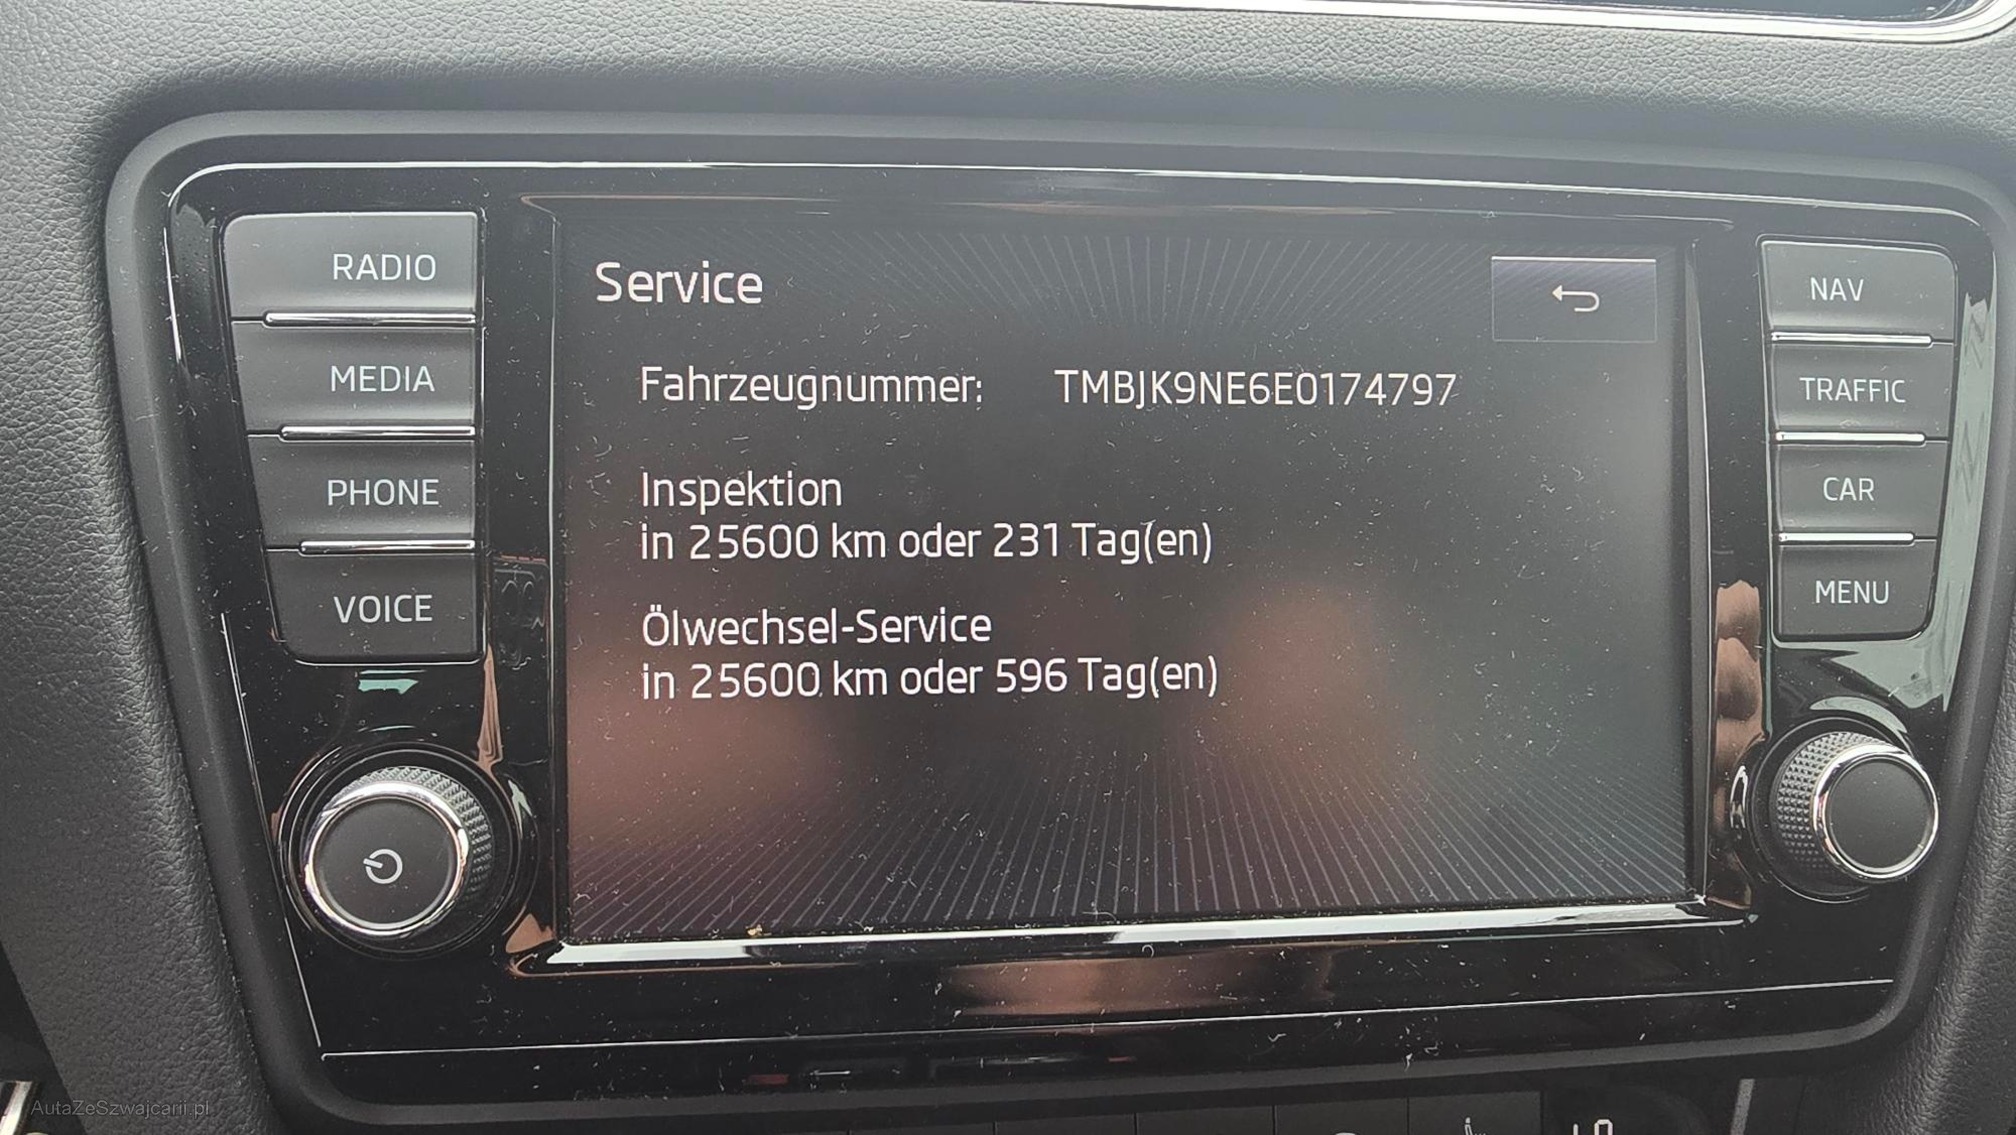 RADIO
MEDIA
PHONE
VOICE
Service
Fahrzeugnummer: TMBJK9NE6E0174797
Inspektion
in 25600 km oder 231 Tag(en)
Ölwechsel-Service
in 25600 km oder 596 Tag(en)
NAV
TRAFFIC
CAR
MENU
AutaZeSzwajcarii.pl